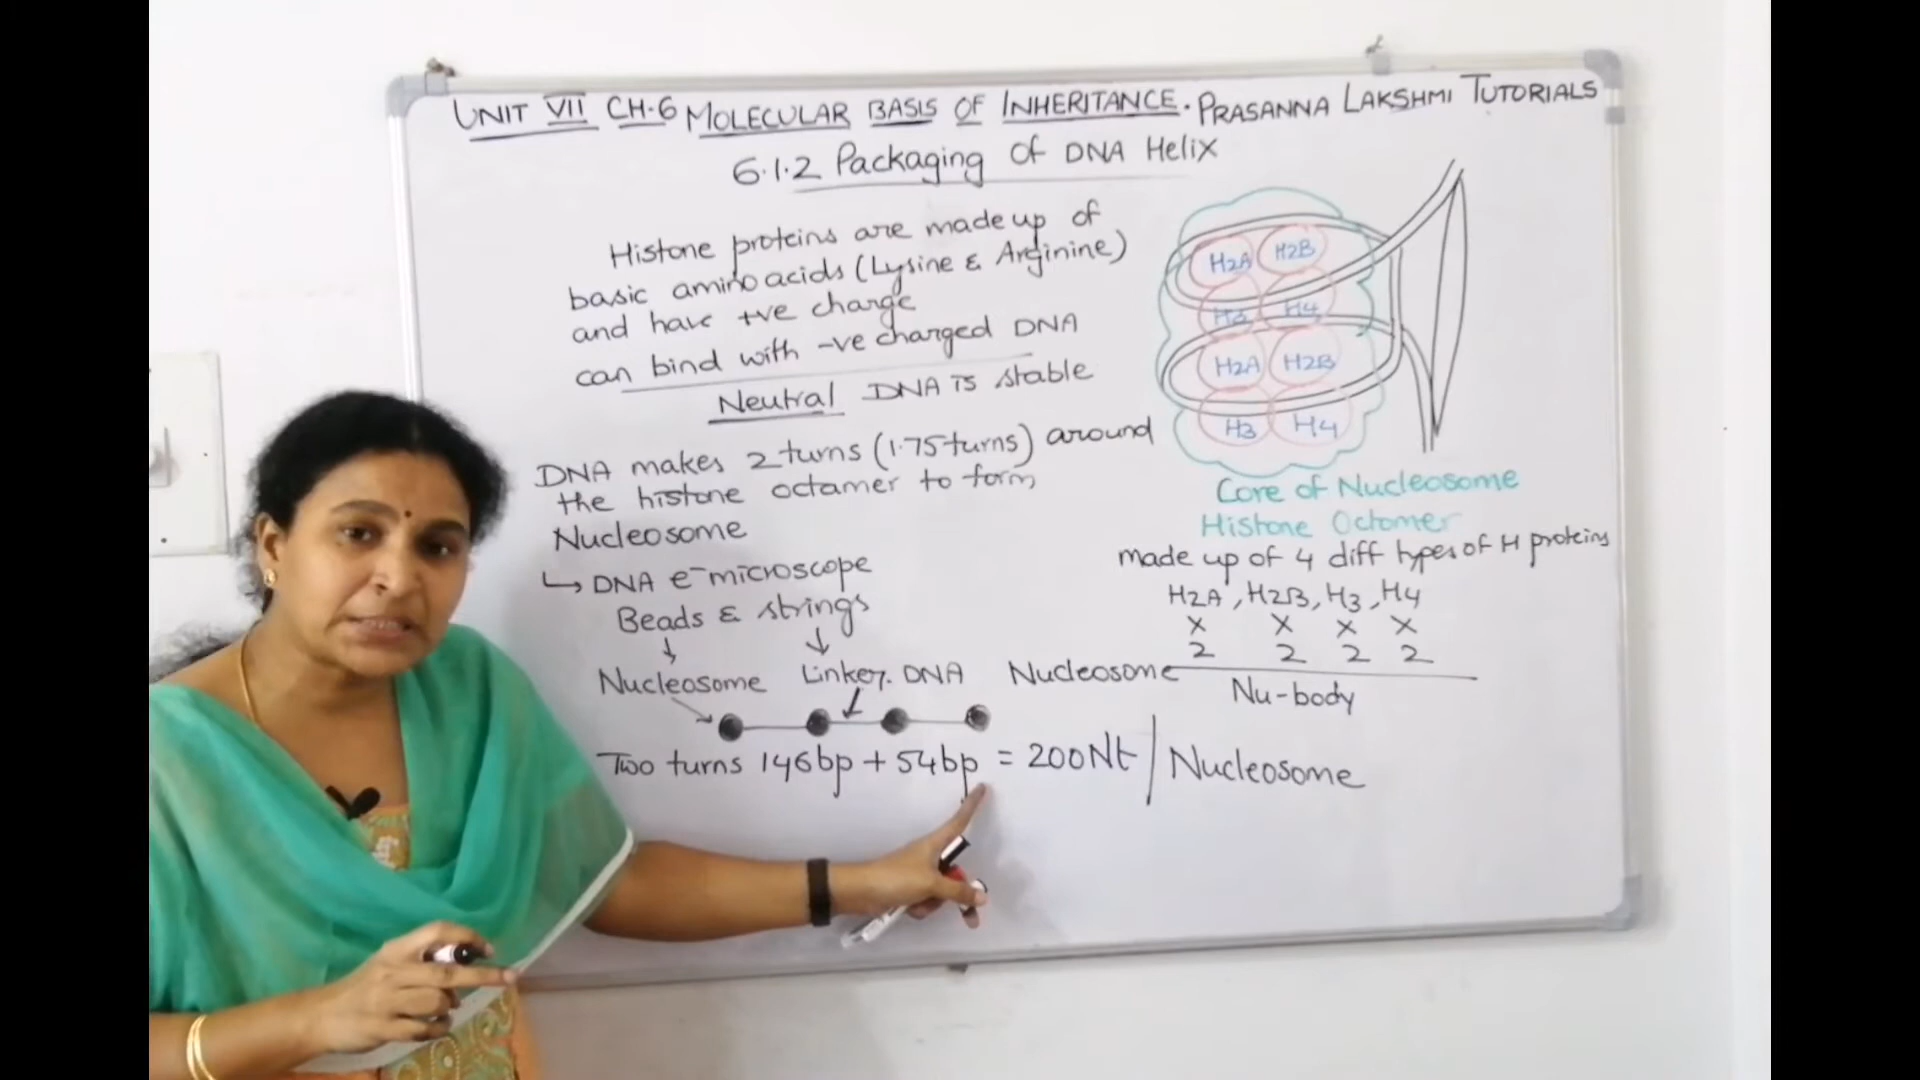 UNIT VII CH-6 MOLECULAR BASIS OF INHERITANCE. PRASANNA LAKSHMI TUTORIALS
6.1.2 Packaging Of DNA Helix
Histone proteins are made up of
basic amino acids (Lysine & Arginine)
and have +ve charge
can bind with -ve charged DNA
Neutral DNA is stable
DNA makes 2 turns (1.75 turns) around
the histone octamer to form
Nucleosome
↳ DNA e⁻microscope
Beads & strings
Nucleosome Linker DNA
Two turns 146bp + 54bp = 200Nt / Nucleosome
H2A H2B
H3 H4
H2A H2B
H3 H4
Core of Nucleosome
Histone Octomer
made up of 4 diff types of H proteins
H2A, H2B, H3, H4
x x x x
2 2 2 2
Nucleosome
Nu-body